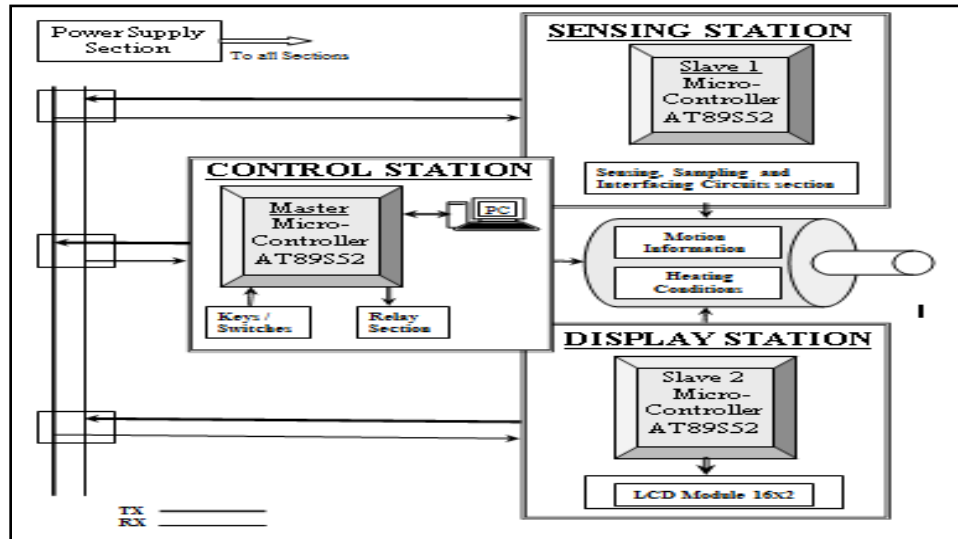 Power Supply
Section
To all Sections
SENSING STATION
Slave 1
Micro-
Controller
AT89S52
Sensing, Sampling and
Interfacing Circuits section
CONTROL STATION
Master
Micro-
Controller
AT89S52
PC
Keys /
Switches
Relay
Section
Motion
Information
Heating
Conditions
I
DISPLAY STATION
Slave 2
Micro-
Controller
AT89S52
LCD Module 16x2
TX
RX